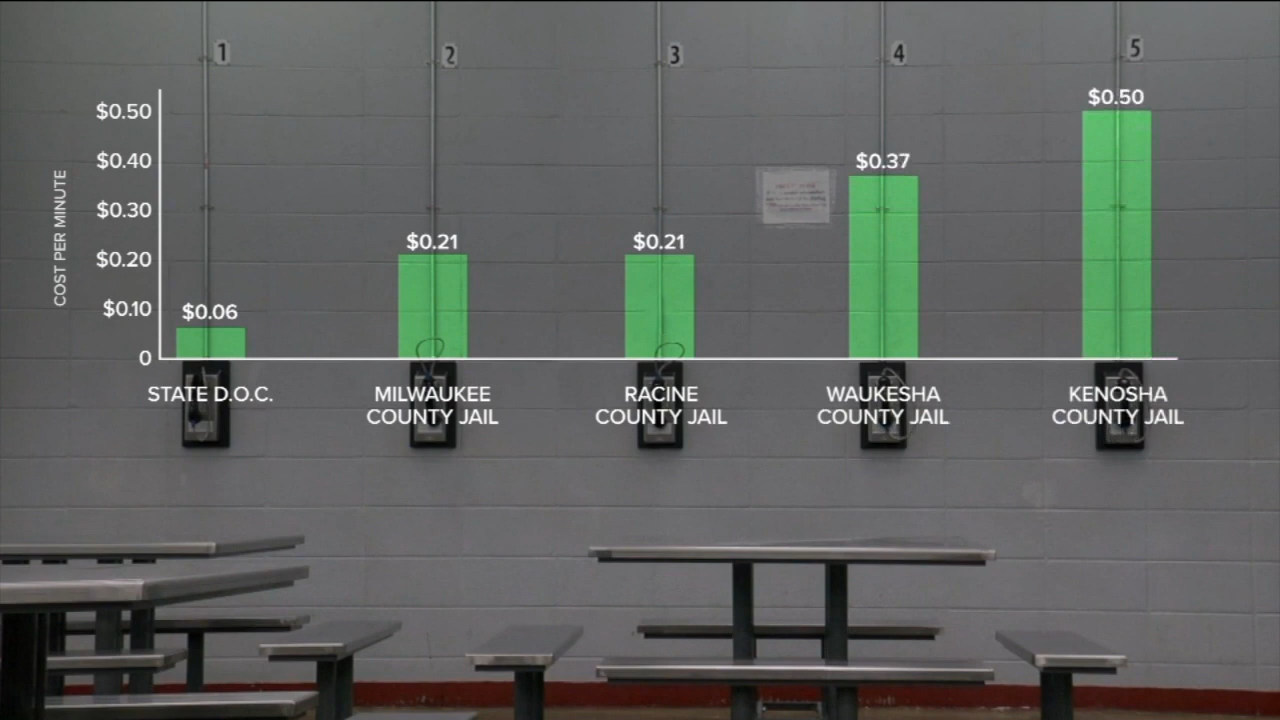 1
2
3
4
5
$0.50
$0.40
$0.30
$0.20
$0.10
0
COST PER MINUTE
$0.06
$0.21
$0.21
$0.37
$0.50
STATE D.O.C.
MILWAUKEE
COUNTY JAIL
RACINE
COUNTY JAIL
WAUKESHA
COUNTY JAIL
KENOSHA
COUNTY JAIL